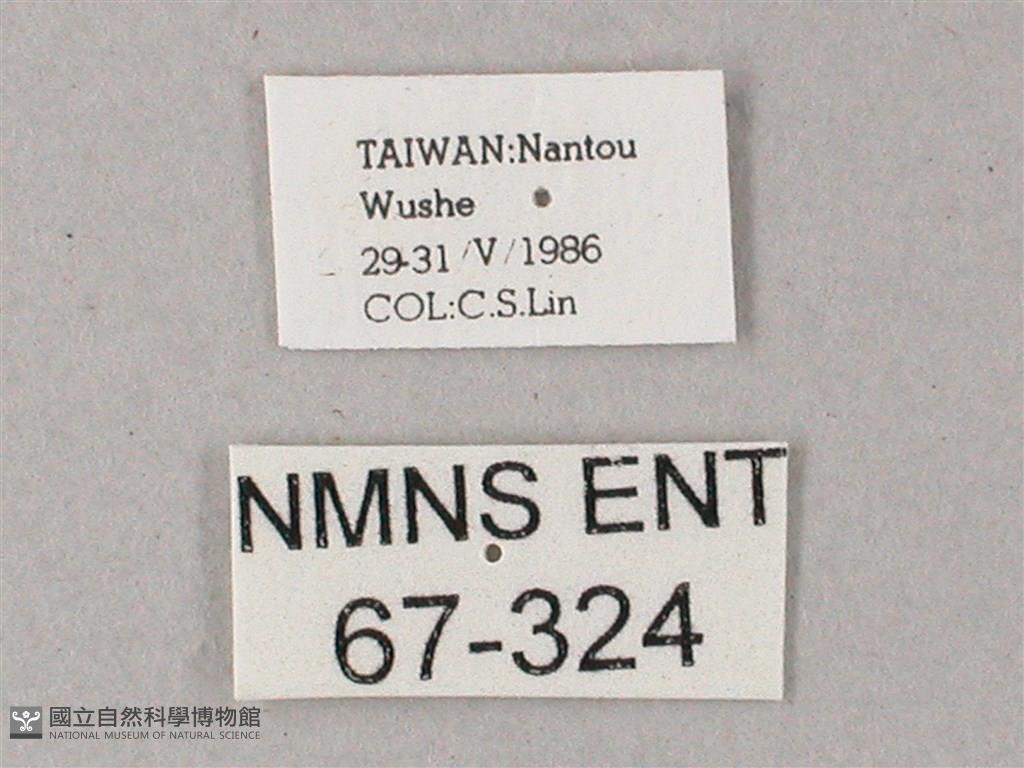 TAIWAN:Nantou
Wushe
29-31/V/1986
COL:C.S.Lin
NMNS ENT
67-324
國立自然科學博物館
NATIONAL MUSEUM OF NATURAL SCIENCE